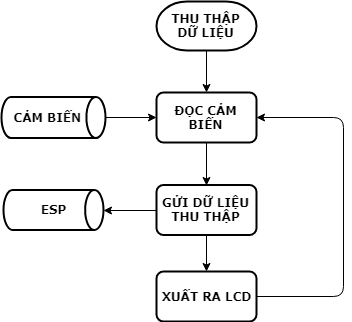 THU THẬP
DỮ LIỆU
CẢM BIẾN
ĐỌC CẢM
BIẾN
ESP
GỬI DỮ LIỆU
THU THẬP
XUẤT RA LCD